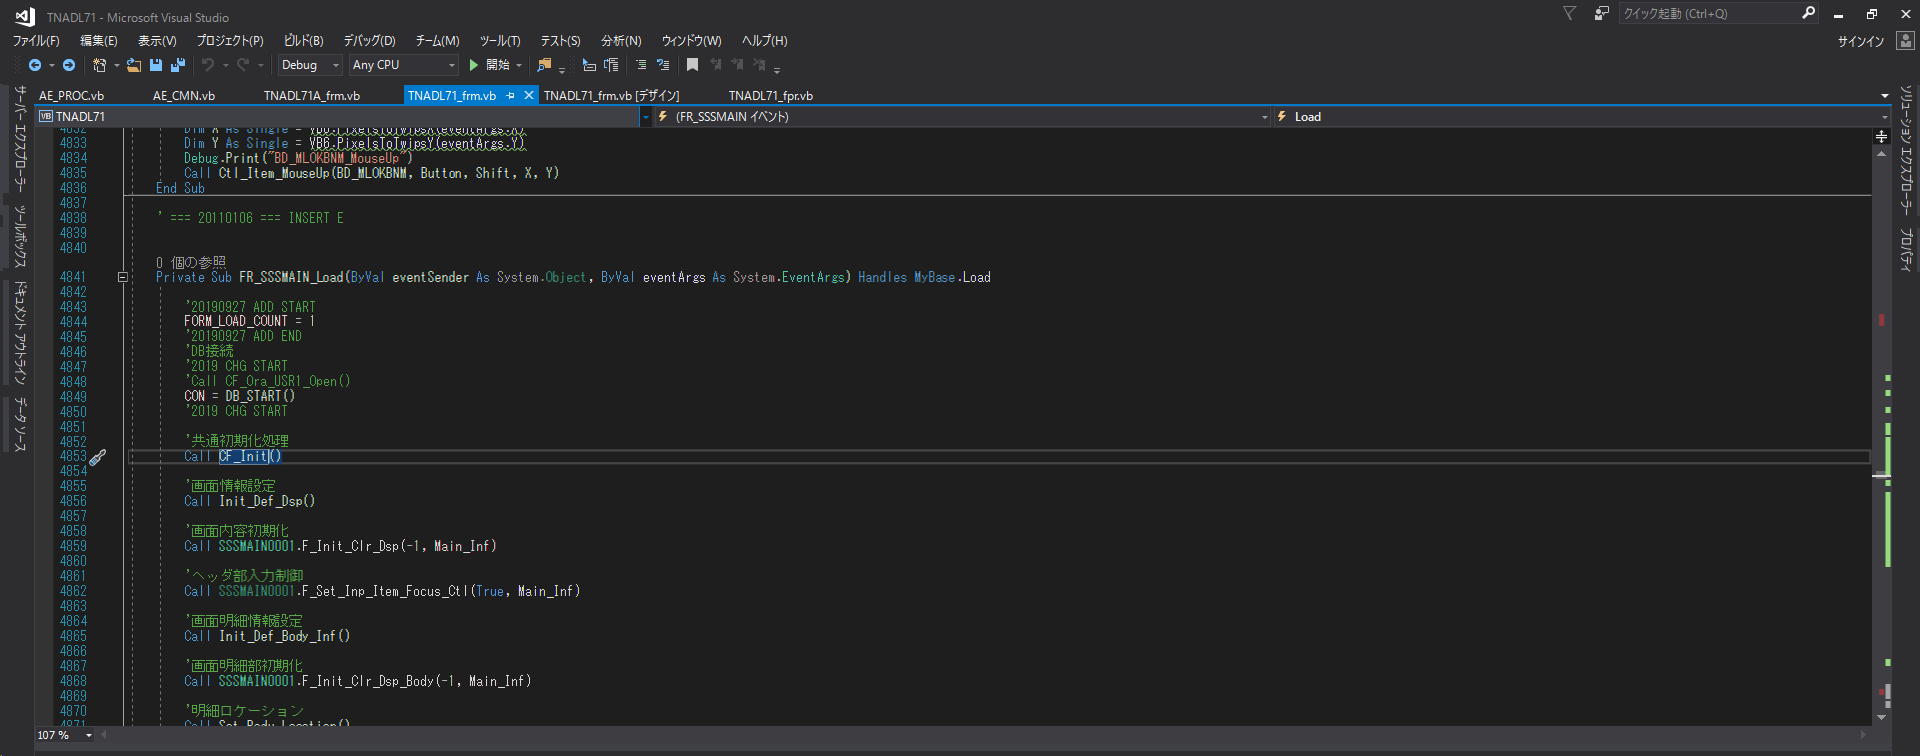 TNADL71 - Microsoft Visual Studio
クイック起動 (Ctrl+Q)
ファイル(F) 編集(E) 表示(V) プロジェクト(P) ビルド(B) デバッグ(D) チーム(M) ツール(T) テスト(S) 分析(N) ウィンドウ(W) ヘルプ(H)
サインイン
Debug Any CPU 開始
AE_PROC.vb AE_CMN.vb TNADL71A_frm.vb TNADL71_frm.vb TNADL71_frm.vb [デザイン] TNADL71_fpr.vb
VB TNADL71 (FR_SSSMAIN イベント) Load
サーバー エクスプローラー
ツールボックス
ドキュメント アウトライン
データ ソース
4832 Dim X As Single = VB6.PixelsToTwipsX(eventArgs.X)
4833 Dim Y As Single = VB6.PixelsToTwipsY(eventArgs.Y)
4834 Debug.Print("BD_MLOKBNM_MouseUp")
4835 Call Ctl_Item_MouseUp(BD_MLOKBNM, Button, Shift, X, Y)
4836 End Sub
4837
4838 ' === 20110106 === INSERT E
4839
4840
0 個の参照
4841 Private Sub FR_SSSMAIN_Load(ByVal eventSender As System.Object, ByVal eventArgs As System.EventArgs) Handles MyBase.Load
4842
4843 '20190927 ADD START
4844 FORM_LOAD_COUNT = 1
4845 '20190927 ADD END
4846 'DB接続
4847 '2019 CHG START
4848 'Call CF_Ora_USR1_Open()
4849 CON = DB_START()
4850 '2019 CHG START
4851
4852 '共通初期化処理
4853 Call CF_Init()
4854
4855 '画面情報設定
4856 Call Init_Def_Dsp()
4857
4858 '画面内容初期化
4859 Call SSSMAIN0001.F_Init_Clr_Dsp(-1, Main_Inf)
4860
4861 'ヘッダ部入力制御
4862 Call SSSMAIN0001.F_Set_Inp_Item_Focus_Ctl(True, Main_Inf)
4863
4864 '画面明細情報設定
4865 Call Init_Def_Body_Inf()
4866
4867 '画面明細部初期化
4868 Call SSSMAIN0001.F_Init_Clr_Dsp_Body(-1, Main_Inf)
4869
4870 '明細ロケーション
4871 Call Set_Body_Location()
107 %
ソリューション エクスプローラー
プロパティ